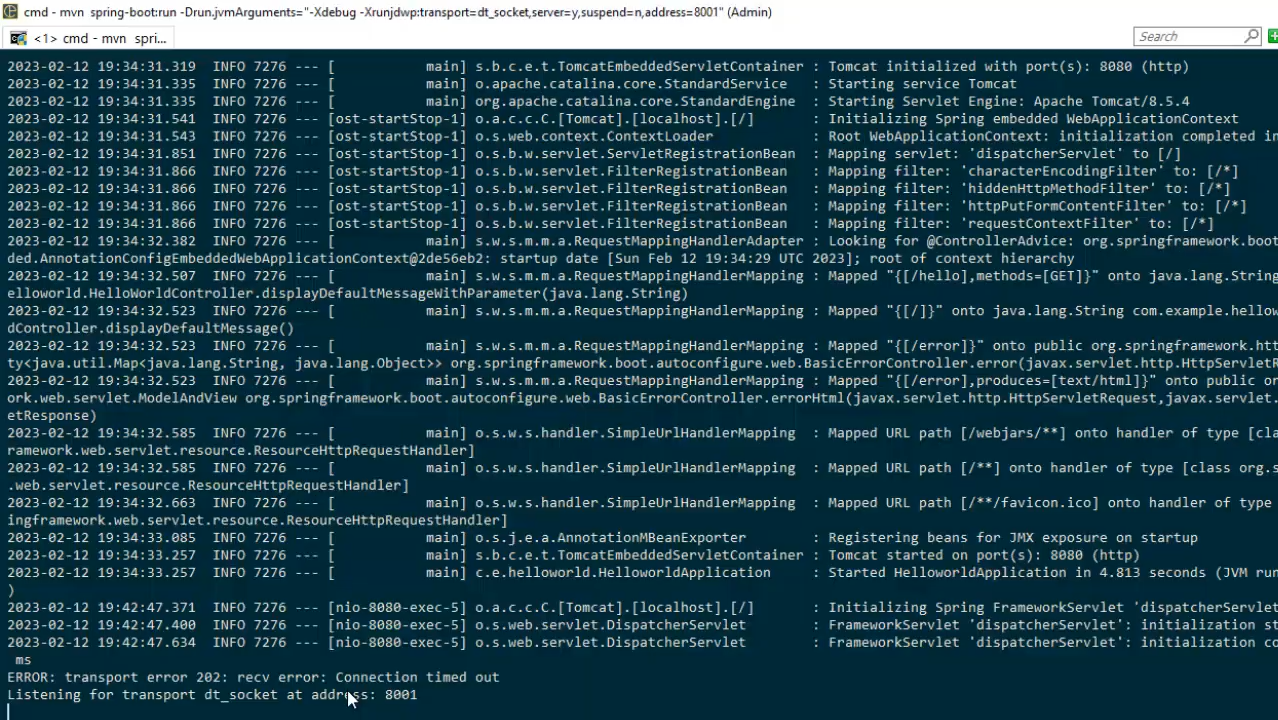 cmd - mvn  spring-boot:run -Drun.jvmArguments="-Xdebug -Xrunjdwp:transport=dt_socket,server=y,suspend=n,address=8001" (Admin)
<1> cmd - mvn  spri...
Search
2023-02-12 19:34:31.319  INFO 7276 --- [           main] s.b.c.e.t.TomcatEmbeddedServletContainer : Tomcat initialized with port(s): 8080 (http)
2023-02-12 19:34:31.335  INFO 7276 --- [           main] o.apache.catalina.core.StandardService   : Starting service Tomcat
2023-02-12 19:34:31.335  INFO 7276 --- [           main] org.apache.catalina.core.StandardEngine  : Starting Servlet Engine: Apache Tomcat/8.5.4
2023-02-12 19:34:31.541  INFO 7276 --- [ost-startStop-1] o.a.c.c.C.[Tomcat].[localhost].[/]       : Initializing Spring embedded WebApplicationContext
2023-02-12 19:34:31.543  INFO 7276 --- [ost-startStop-1] o.s.web.context.ContextLoader            : Root WebApplicationContext: initialization completed in
2023-02-12 19:34:31.851  INFO 7276 --- [ost-startStop-1] o.s.b.w.servlet.ServletRegistrationBean  : Mapping servlet: 'dispatcherServlet' to [/]
2023-02-12 19:34:31.866  INFO 7276 --- [ost-startStop-1] o.s.b.w.servlet.FilterRegistrationBean   : Mapping filter: 'characterEncodingFilter' to: [/*]
2023-02-12 19:34:31.866  INFO 7276 --- [ost-startStop-1] o.s.b.w.servlet.FilterRegistrationBean   : Mapping filter: 'hiddenHttpMethodFilter' to: [/*]
2023-02-12 19:34:31.866  INFO 7276 --- [ost-startStop-1] o.s.b.w.servlet.FilterRegistrationBean   : Mapping filter: 'httpPutFormContentFilter' to: [/*]
2023-02-12 19:34:31.866  INFO 7276 --- [ost-startStop-1] o.s.b.w.servlet.FilterRegistrationBean   : Mapping filter: 'requestContextFilter' to: [/*]
2023-02-12 19:34:32.382  INFO 7276 --- [           main] s.w.s.m.m.a.RequestMappingHandlerAdapter : Looking for @ControllerAdvice: org.springframework.boot
ded.AnnotationConfigEmbeddedWebApplicationContext@2de56eb2: startup date [Sun Feb 12 19:34:29 UTC 2023]; root of context hierarchy
2023-02-12 19:34:32.507  INFO 7276 --- [           main] s.w.s.m.m.a.RequestMappingHandlerMapping : Mapped "{[/hello],methods=[GET]}" onto java.lang.String
elloworld.HelloWorldController.displayDefaultMessageWithParameter(java.lang.String)
2023-02-12 19:34:32.523  INFO 7276 --- [           main] s.w.s.m.m.a.RequestMappingHandlerMapping : Mapped "{[/]}" onto java.lang.String com.example.hellow
dController.displayDefaultMessage()
2023-02-12 19:34:32.523  INFO 7276 --- [           main] s.w.s.m.m.a.RequestMappingHandlerMapping : Mapped "{[/error]}" onto public org.springframework.htt
ty<java.util.Map<java.lang.String, java.lang.Object>> org.springframework.boot.autoconfigure.web.BasicErrorController.error(javax.servlet.http.HttpServletR
2023-02-12 19:34:32.523  INFO 7276 --- [           main] s.w.s.m.m.a.RequestMappingHandlerMapping : Mapped "{[/error],produces=[text/html]}" onto public or
ork.web.servlet.ModelAndView org.springframework.boot.autoconfigure.web.BasicErrorController.errorHtml(javax.servlet.http.HttpServletRequest,javax.servlet.
etResponse)
2023-02-12 19:34:32.585  INFO 7276 --- [           main] o.s.w.s.handler.SimpleUrlHandlerMapping  : Mapped URL path [/webjars/**] onto handler of type [cla
ramework.web.servlet.resource.ResourceHttpRequestHandler]
2023-02-12 19:34:32.585  INFO 7276 --- [           main] o.s.w.s.handler.SimpleUrlHandlerMapping  : Mapped URL path [/**] onto handler of type [class org.s
.web.servlet.resource.ResourceHttpRequestHandler]
2023-02-12 19:34:32.663  INFO 7276 --- [           main] o.s.w.s.handler.SimpleUrlHandlerMapping  : Mapped URL path [/**/favicon.ico] onto handler of type
ingframework.web.servlet.resource.ResourceHttpRequestHandler]
2023-02-12 19:34:33.085  INFO 7276 --- [           main] o.s.j.e.a.AnnotationMBeanExporter        : Registering beans for JMX exposure on startup
2023-02-12 19:34:33.257  INFO 7276 --- [           main] s.b.c.e.t.TomcatEmbeddedServletContainer : Tomcat started on port(s): 8080 (http)
2023-02-12 19:34:33.257  INFO 7276 --- [           main] c.e.helloworld.HelloworldApplication     : Started HelloworldApplication in 4.813 seconds (JVM run
)
2023-02-12 19:42:47.371  INFO 7276 --- [nio-8080-exec-5] o.a.c.c.C.[Tomcat].[localhost].[/]       : Initializing Spring FrameworkServlet 'dispatcherServlet
2023-02-12 19:42:47.400  INFO 7276 --- [nio-8080-exec-5] o.s.web.servlet.DispatcherServlet        : FrameworkServlet 'dispatcherServlet': initialization st
2023-02-12 19:42:47.634  INFO 7276 --- [nio-8080-exec-5] o.s.web.servlet.DispatcherServlet        : FrameworkServlet 'dispatcherServlet': initialization co
 ms
ERROR: transport error 202: recv error: Connection timed out
Listening for transport dt_socket at address: 8001